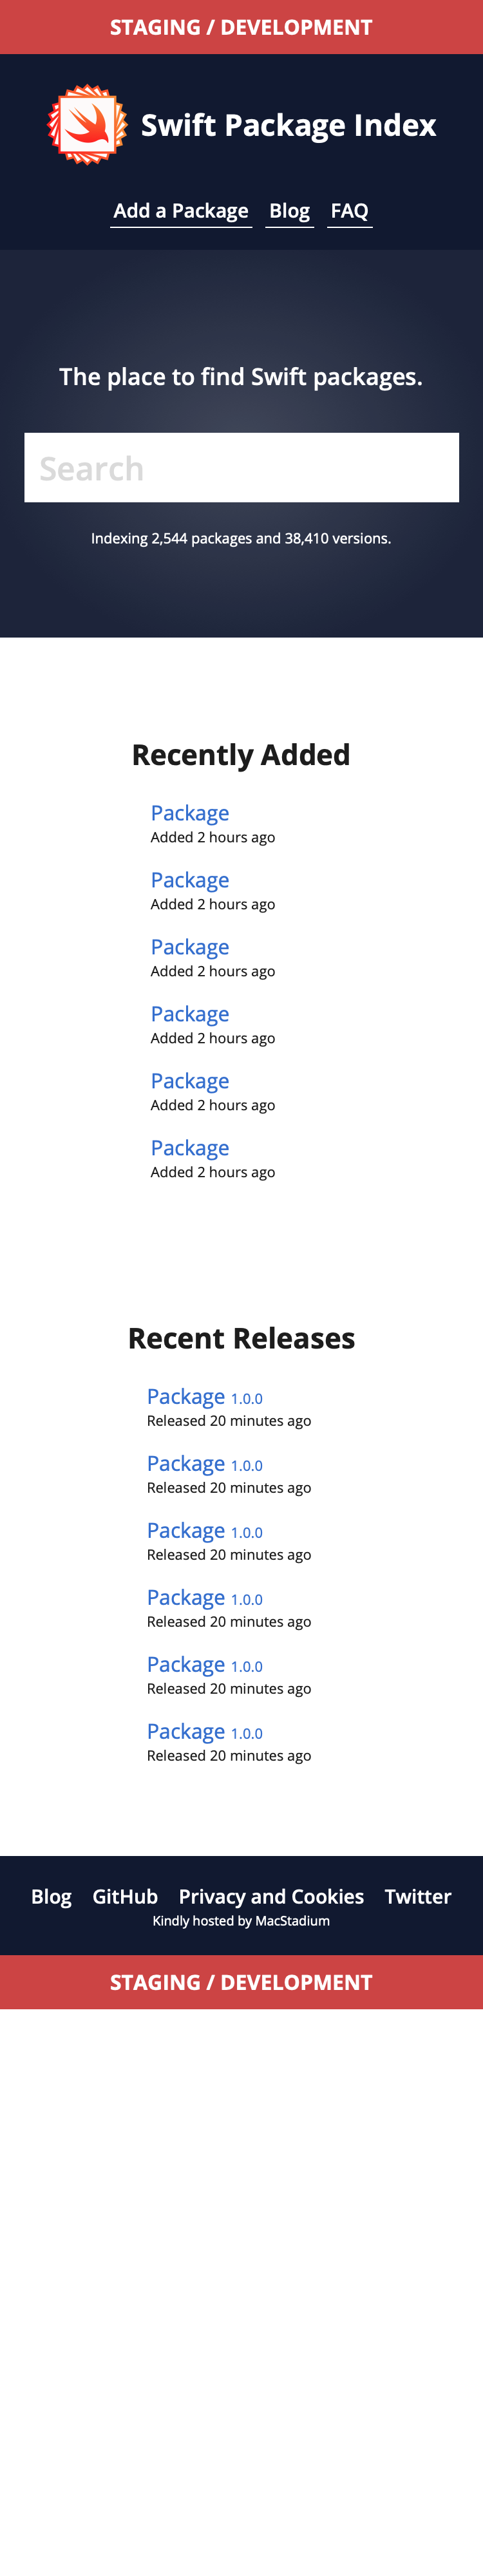 STAGING / DEVELOPMENT
Swift Package Index
Add a Package Blog FAQ
The place to find Swift packages.
Search
Indexing 2,544 packages and 38,410 versions.
Recently Added
Package
Added 2 hours ago
Package
Added 2 hours ago
Package
Added 2 hours ago
Package
Added 2 hours ago
Package
Added 2 hours ago
Package
Added 2 hours ago
Recent Releases
Package 1.0.0
Released 20 minutes ago
Package 1.0.0
Released 20 minutes ago
Package 1.0.0
Released 20 minutes ago
Package 1.0.0
Released 20 minutes ago
Package 1.0.0
Released 20 minutes ago
Package 1.0.0
Released 20 minutes ago
Blog GitHub Privacy and Cookies Twitter
Kindly hosted by MacStadium
STAGING / DEVELOPMENT